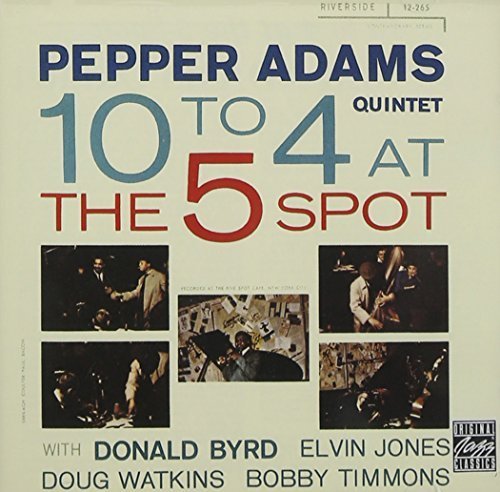 RIVERSIDE 12-265
PEPPER ADAMS
QUINTET
10 TO 4 AT
THE 5 SPOT
RECORDED AT THE FIVE SPOT CAFE, NEW YORK CITY
WITH DONALD BYRD ELVIN JONES
DOUG WATKINS BOBBY TIMMONS
ORIGINAL
Jazz
CLASSICS